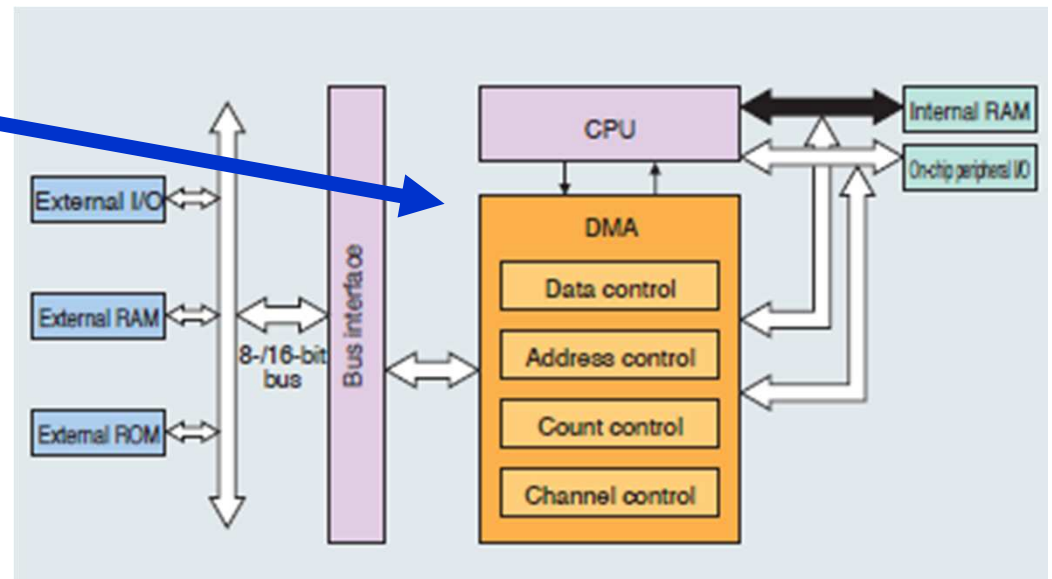 External I/O
External RAM
External ROM
8-/16-bit
bus
Bus interface
CPU
DMA
Data control
Address control
Count control
Channel control
Internal RAM
On-chip peripheral I/O